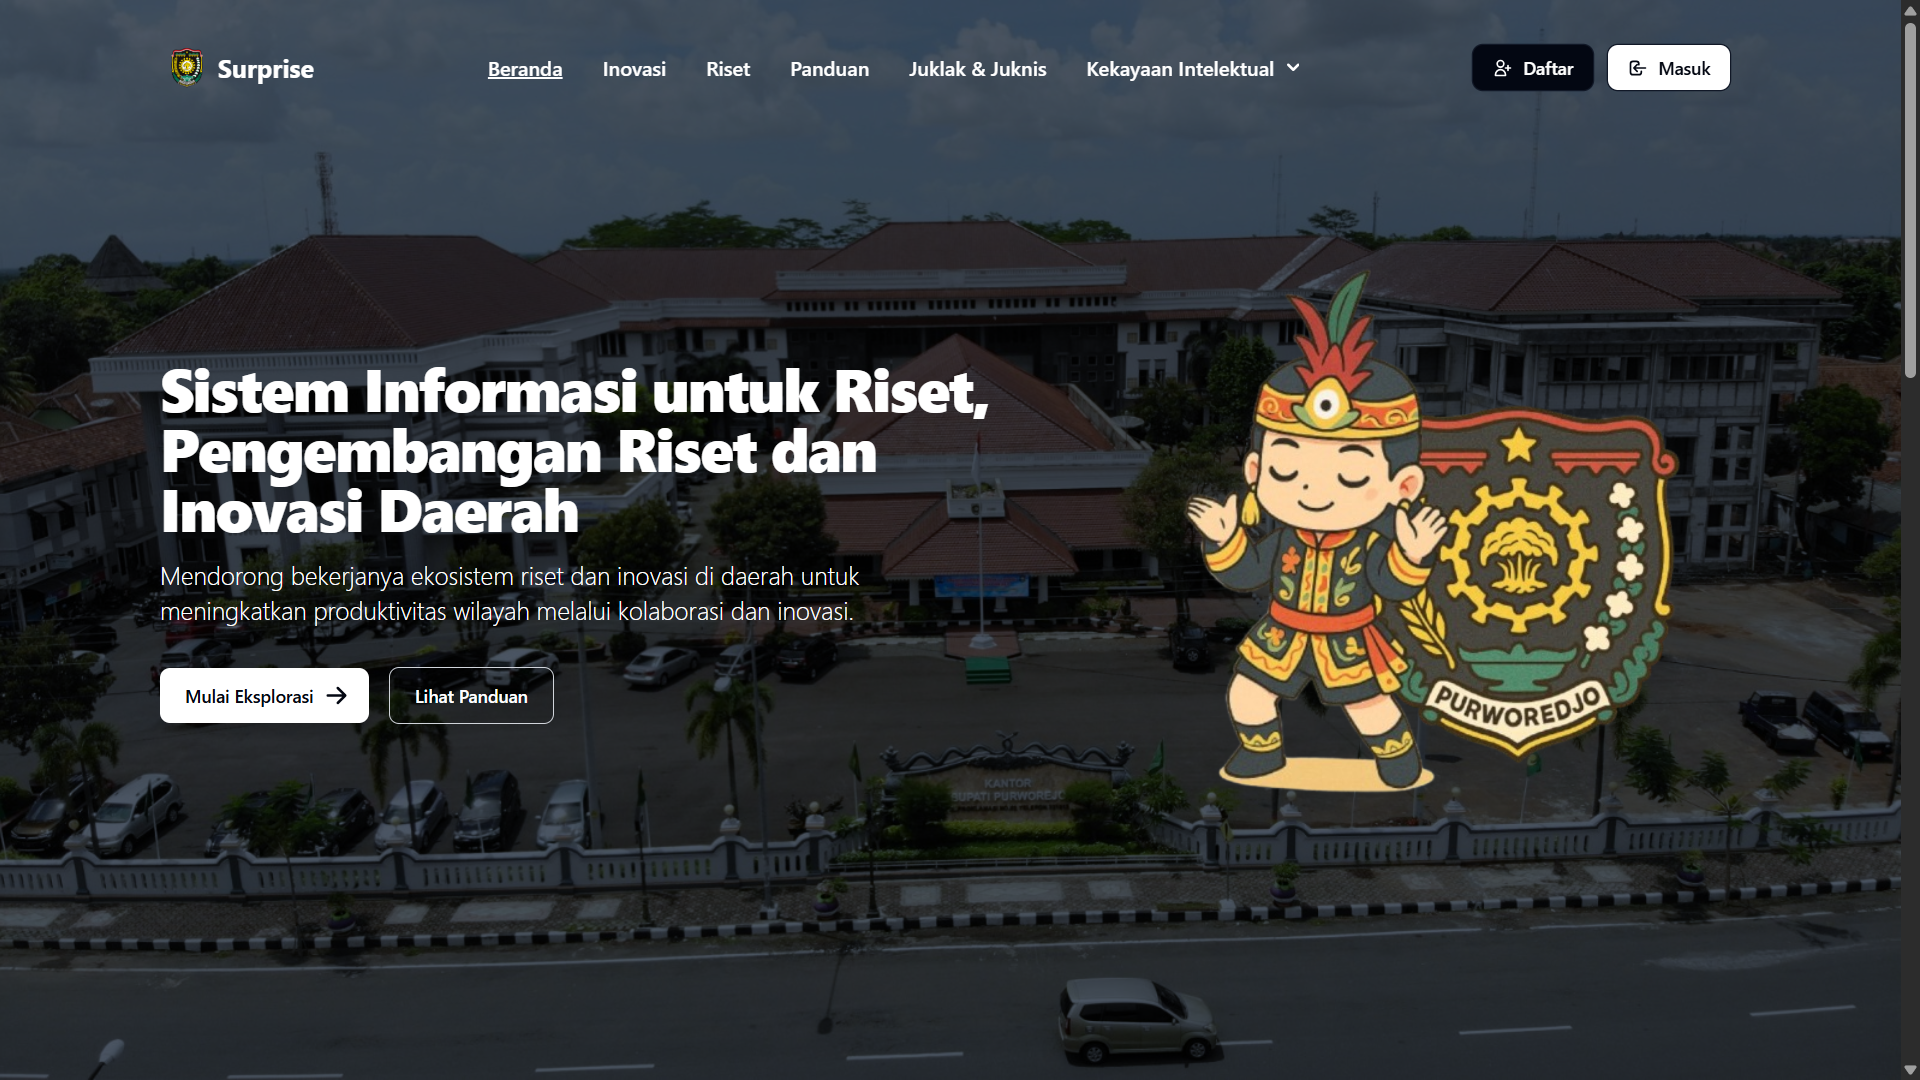 Surprise
Beranda
Inovasi
Riset
Panduan
Juklak & Juknis
Kekayaan Intelektual
Daftar
Masuk
Sistem Informasi untuk Riset,
Pengembangan Riset dan
Inovasi Daerah
Mendorong bekerjanya ekosistem riset dan inovasi di daerah untuk
meningkatkan produktivitas wilayah melalui kolaborasi dan inovasi.
Mulai Eksplorasi
Lihat Panduan
PURWOREDJO
KANTOR
BUPATI PURWOREJO